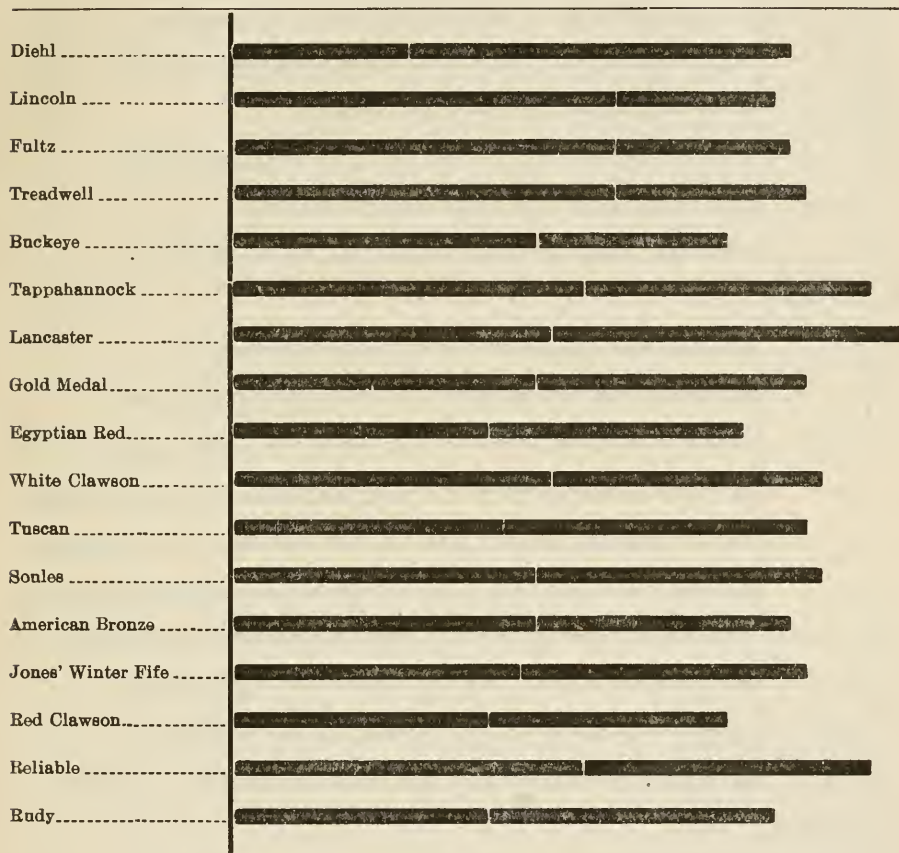 Diehl
Lincoln
Fultz
Treadwell
Buckeye
Tappahannock
Lancaster
Gold Medal
Egyptian Red
White Clawson
Tuscan
Soules
American Bronze
Jones' Winter Fife
Red Clawson
Reliable
Rudy